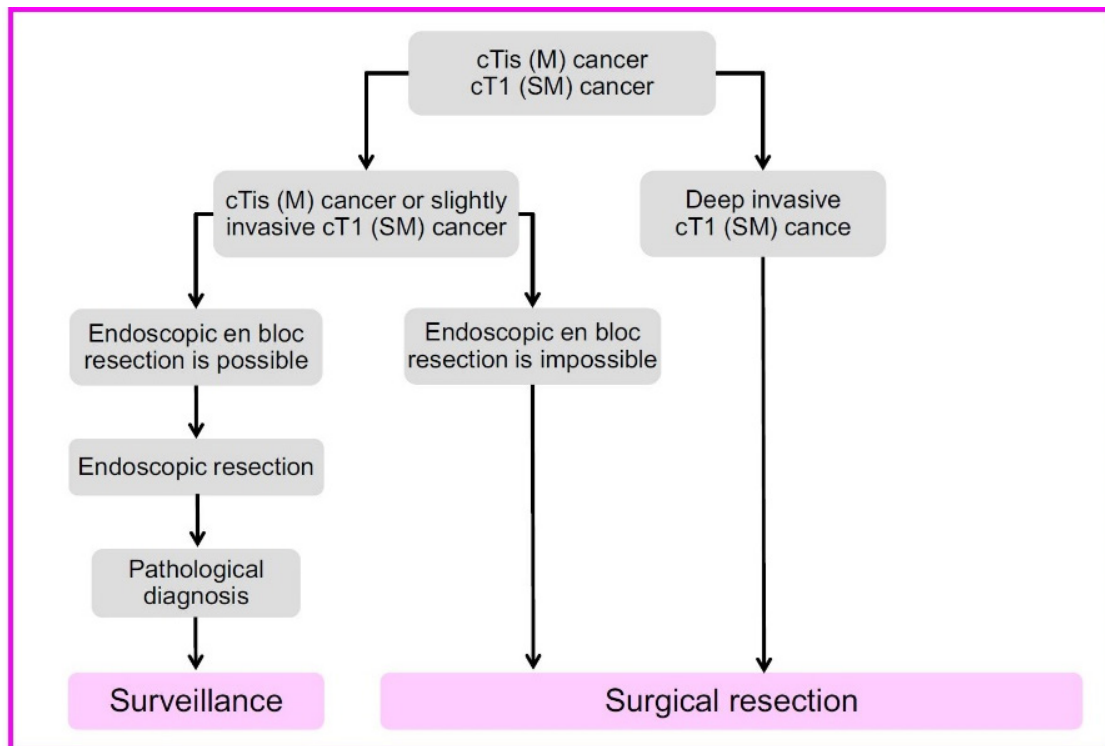 cTis (M) cancer
cT1 (SM) cancer
cTis (M) cancer or slightly
invasive cT1 (SM) cancer
Deep invasive
cT1 (SM) cance
Endoscopic en bloc
resection is possible
Endoscopic en bloc
resection is impossible
Endoscopic resection
Pathological
diagnosis
Surveillance
Surgical resection